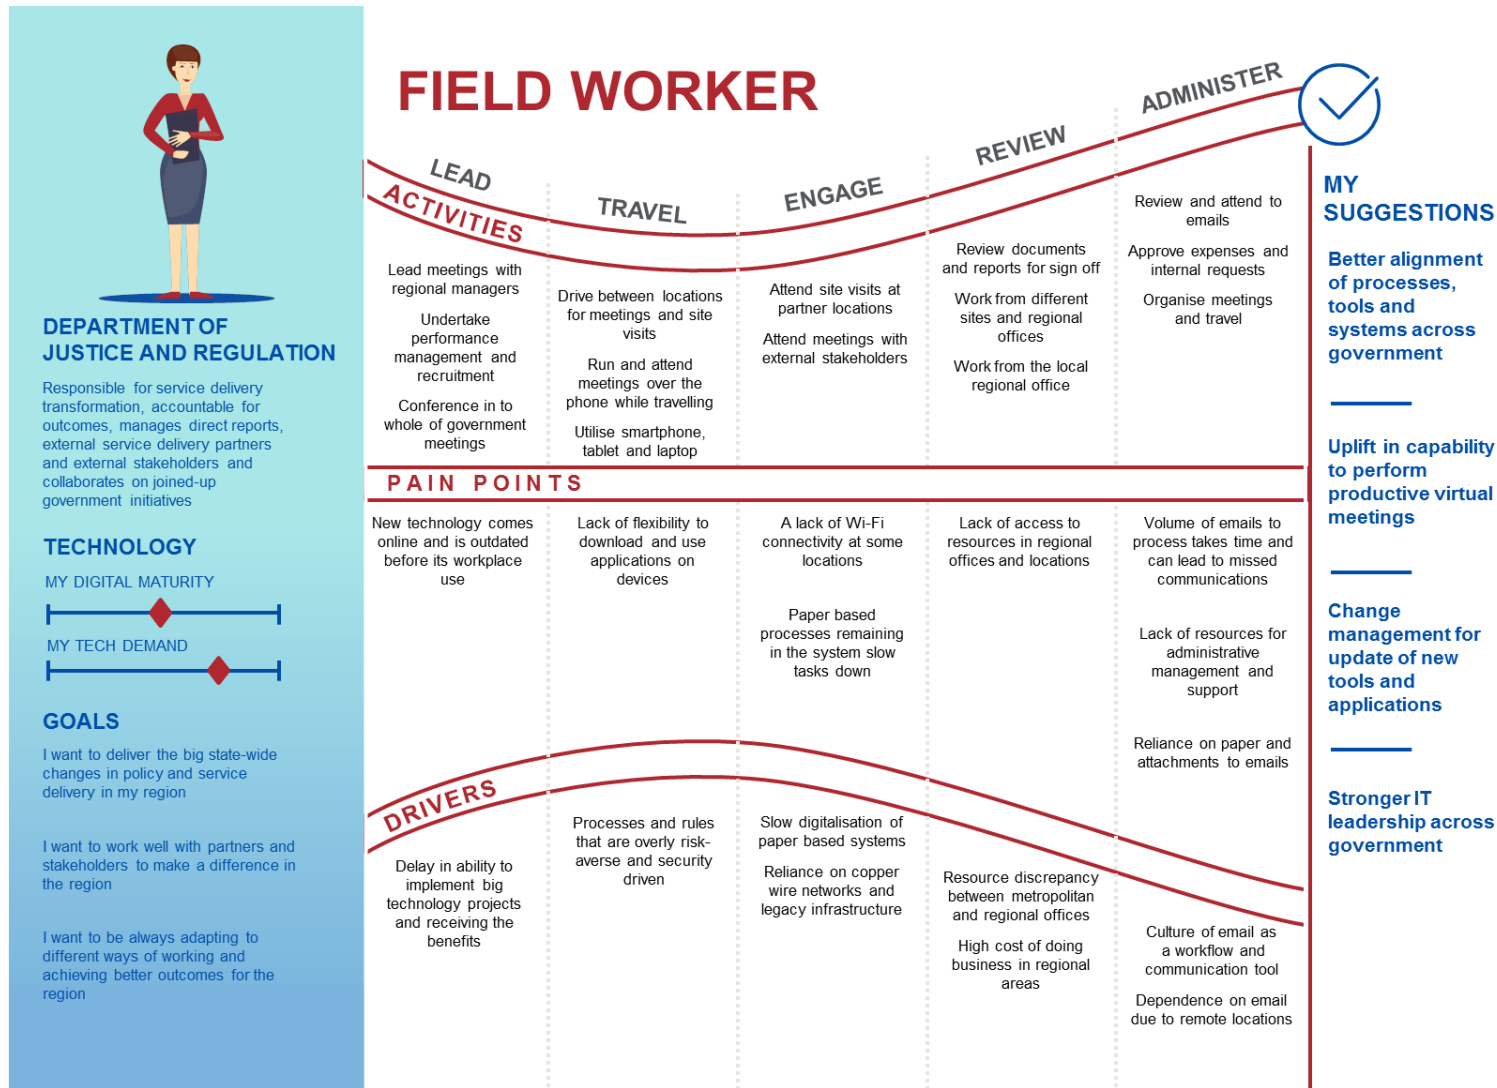 FIELD WORKER
DEPARTMENT OF
JUSTICE AND REGULATION
Responsible for service delivery
transformation, accountable for
outcomes, manages direct reports,
external service delivery partners
and external stakeholders and
collaborates on joined-up
government initiatives
TECHNOLOGY
MY DIGITAL MATURITY
MY TECH DEMAND
GOALS
I want to deliver the big state-wide
changes in policy and service
delivery in my region
I want to work well with partners and
stakeholders to make a difference in
the region
I want to be always adapting to
different ways of working and
achieving better outcomes for the
region
ACTIVITIES
LEAD
Lead meetings with
regional managers
Undertake
performance
management and
recruitment
Conference in to
whole of government
meetings
TRAVEL
Drive between locations
for meetings and site
visits
Run and attend
meetings over the
phone while travelling
Utilise smartphone,
tablet and laptop
ENGAGE
Attend site visits at
partner locations
Attend meetings with
external stakeholders
REVIEW
Review documents
and reports for sign off
Work from different
sites and regional
offices
Work from the local
regional office
ADMINISTER
Review and attend to
emails
Approve expenses and
internal requests
Organise meetings
and travel
PAIN POINTS
New technology comes
online and is outdated
before its workplace
use
Lack of flexibility to
download and use
applications on
devices
A lack of Wi-Fi
connectivity at some
locations
Paper based
processes remaining
in the system slow
tasks down
Lack of access to
resources in regional
offices and locations
Volume of emails to
process takes time and
can lead to missed
communications
Lack of resources for
administrative
management and
support
Reliance on paper and
attachments to emails
DRIVERS
Delay in ability to
implement big
technology projects
and receiving the
benefits
Processes and rules
that are overly risk-
averse and security
driven
Slow digitalisation of
paper based systems
Reliance on copper
wire networks and
legacy infrastructure
Resource discrepancy
between metropolitan
and regional offices
High cost of doing
business in regional
areas
Culture of email as
a workflow and
communication tool
Dependence on email
due to remote locations
MY
SUGGESTIONS
Better alignment
of processes,
tools and
systems across
government
Uplift in capability
to perform
productive virtual
meetings
Change
management for
update of new
tools and
applications
Stronger IT
leadership across
government